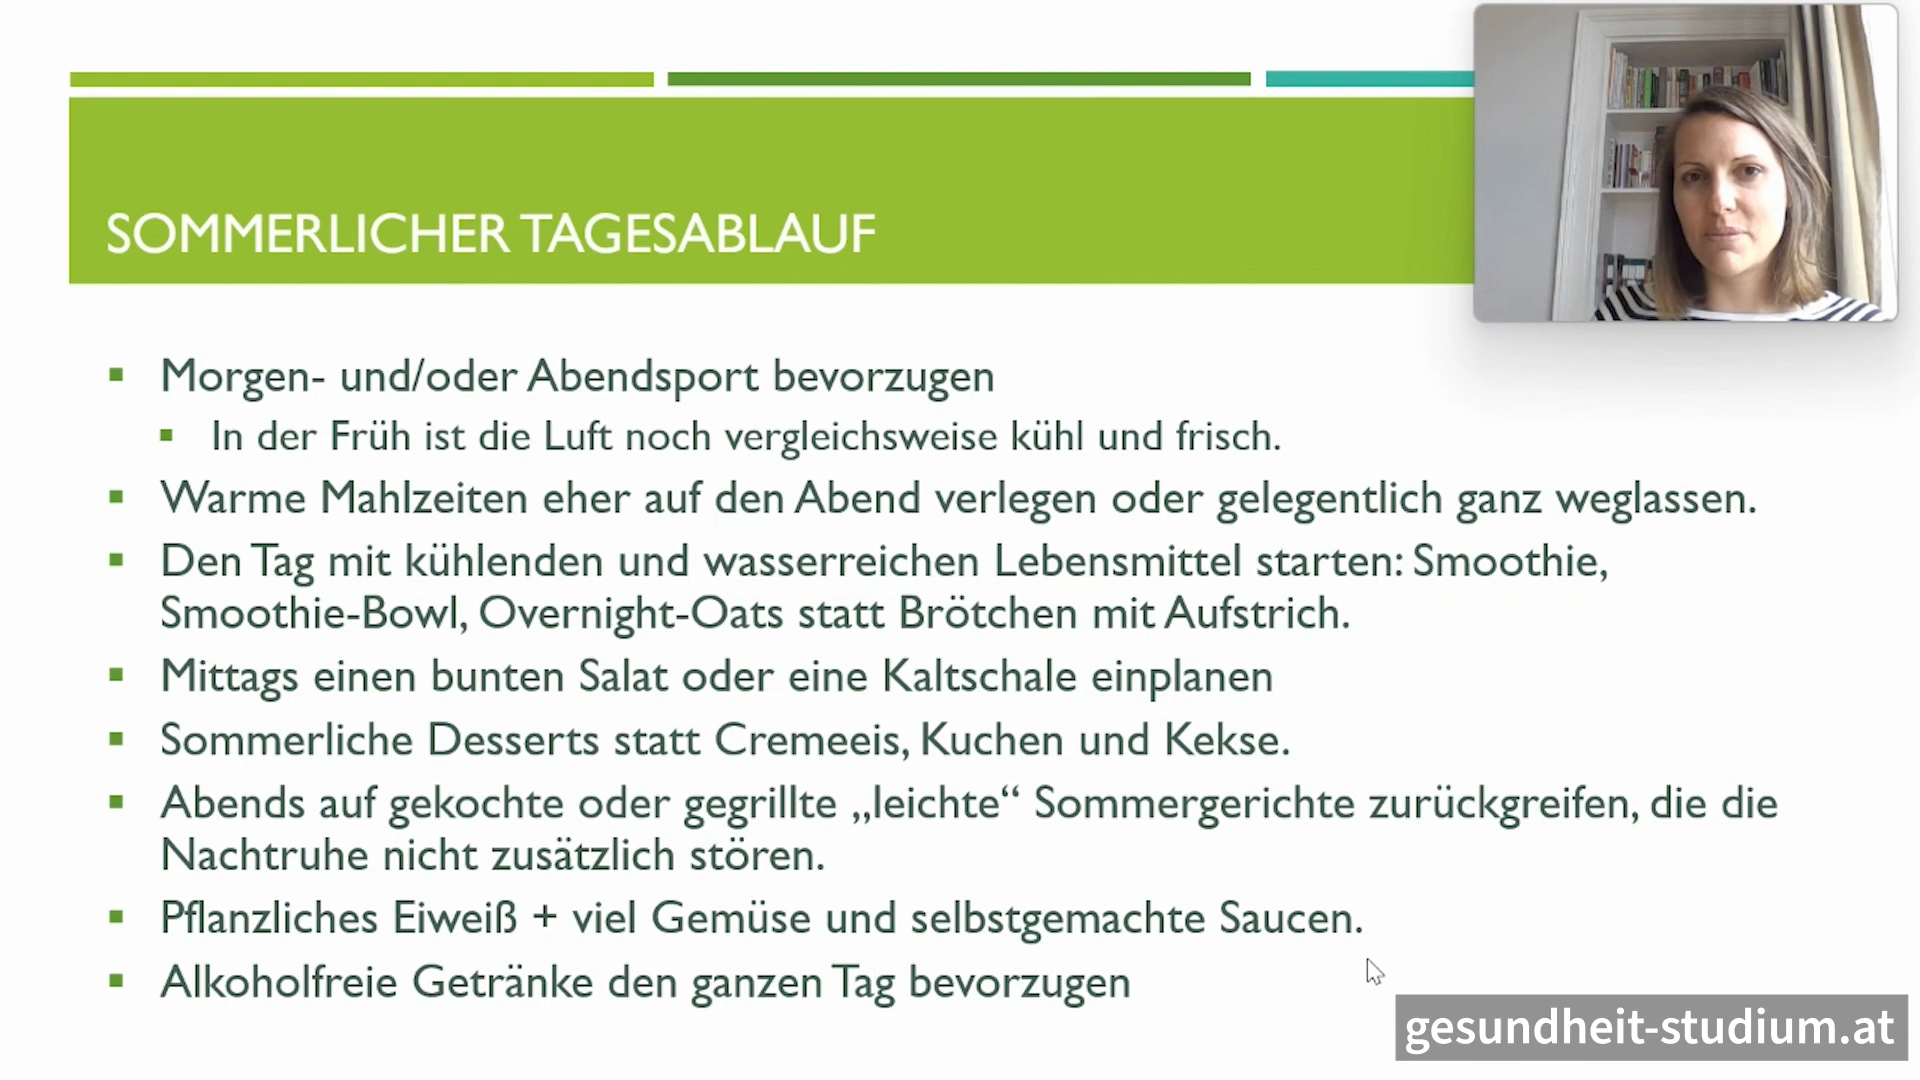 SOMMERLICHER TAGESABLAUF
Morgen- und/oder Abendsport bevorzugen
In der Früh ist die Luft noch vergleichsweise kühl und frisch.
Warme Mahlzeiten eher auf den Abend verlegen oder gelegentlich ganz weglassen.
Den Tag mit kühlenden und wasserreichen Lebensmittel starten: Smoothie,
Smoothie-Bowl, Overnight-Oats statt Brötchen mit Aufstrich.
Mittags einen bunten Salat oder eine Kaltschale einplanen
Sommerliche Desserts statt Cremeeis, Kuchen und Kekse.
Abends auf gekochte oder gegrillte „leichte“ Sommergerichte zurückgreifen, die die
Nachtruhe nicht zusätzlich stören.
Pflanzliches Eiweiß + viel Gemüse und selbstgemachte Saucen.
Alkoholfreie Getränke den ganzen Tag bevorzugen
gesundheit-studium.at